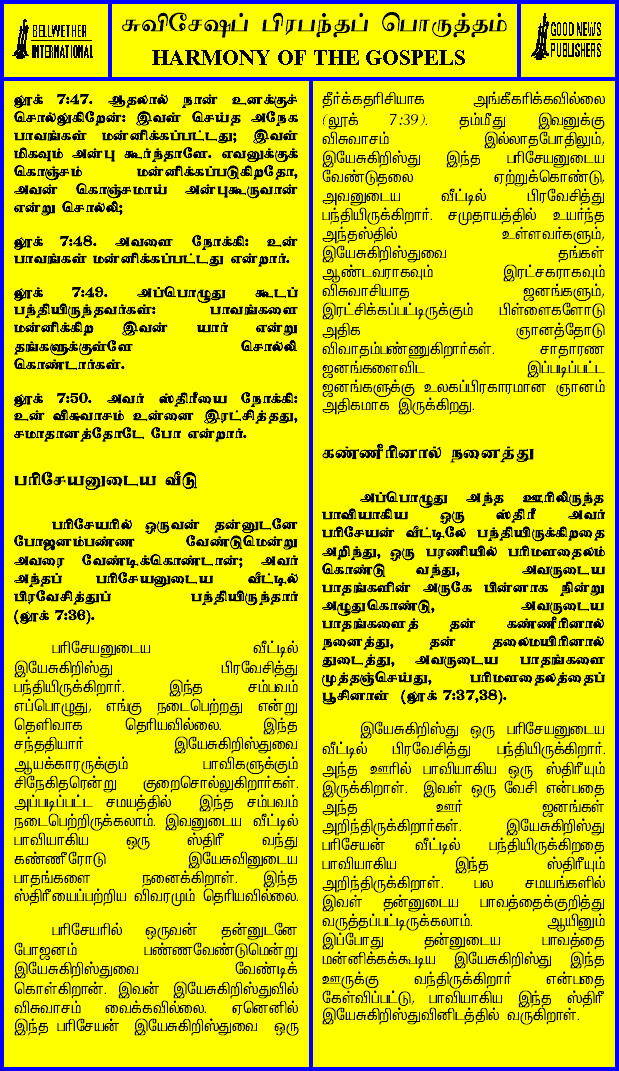 BELLWETHER
INTERNATIONAL
சுவிசேஷப் பிரபந்தப் பொருத்தம்
HARMONY OF THE GOSPELS
GOOD NEWS
PUBLISHERS
லூக் 7:47. ஆதலால் நான் உனக்குச்
சொல்லுகிறேன்: இவள் செய்த அநேக
பாவங்கள் மன்னிக்கப்பட்டது; இவள்
மிகவும் அன்பு கூர்ந்தாளே. எவனுக்குக்
கொஞ்சம் மன்னிக்கப்படுகிறதோ,
அவன் கொஞ்சமாய் அன்புகூருவான்
என்று சொல்லி;
லூக் 7:48. அவளை நோக்கி: உன்
பாவங்கள் மன்னிக்கப்பட்டது என்றார்.
லூக் 7:49. அப்பொழுது கூடப்
பந்தியிருந்தவர்கள்: பாவங்களை
மன்னிக்கிற இவன் யார் என்று
தங்களுக்குள்ளே சொல்லி
கொண்டார்கள்.
லூக் 7:50. அவர் ஸ்திரீயை நோக்கி:
உன் விசுவாசம் உன்னை இரட்சித்தது,
சமாதானத்தோடே போ என்றார்.
பரிசேயனுடைய வீடு
பரிசேயரில் ஒருவன் தன்னுடனே
போஜனம்பண்ண வேண்டுமென்று
அவரை வேண்டிக்கொண்டான்; அவர்
அந்தப் பரிசேயனுடைய வீட்டில்
பிரவேசித்துப் பந்தியிருந்தார்
(லூக் 7:36).
பரிசேயனுடைய வீட்டில்
இயேசுகிறிஸ்து பிரவேசித்து
பந்தியிருக்கிறார். இந்த சம்பவம்
எப்பொழுது, எங்கு நடைபெற்றது என்று
தெளிவாக தெரியவில்லை. இந்த
சந்ததியார் இயேசுகிறிஸ்துவை
ஆயக்காரருக்கும் பாவிகளுக்கும்
சிநேகிதரென்று குறைசொல்லுகிறார்கள்.
அப்படிப்பட்ட சமயத்தில் இந்த சம்பவம்
நடைபெற்றிருக்கலாம். இவனுடைய வீட்டில்
பாவியாகிய ஒரு ஸ்திரீ வந்து
கண்ணீரோடு இயேசுவினுடைய
பாதங்களை நனைக்கிறாள். இந்த
ஸ்திரீயைப்பற்றிய விவரமும் தெரியவில்லை.
பரிசேயரில் ஒருவன் தன்னுடனே
போஜனம் பண்ணவேண்டுமென்று
இயேசுகிறிஸ்துவை வேண்டிக்
கொள்கிறான். இவன் இயேசுகிறிஸ்துவில்
விசுவாசம் வைக்கவில்லை. ஏனெனில்
இந்த பரிசேயன் இயேசுகிறிஸ்துவை ஒரு
தீர்க்கதரிசியாக அங்கீகரிக்கவில்லை
(லூக் 7:39). தம்மீது இவனுக்கு
விசுவாசம் இல்லாதபோதிலும்,
இயேசுகிறிஸ்து இந்த பரிசேயனுடைய
வேண்டுதலை ஏற்றுக்கொண்டு,
அவனுடைய வீட்டில் பிரவேசித்து
பந்தியிருக்கிறார். சமுதாயத்தில் உயர்ந்த
அந்தஸ்தில் உள்ளவர்களும்,
இயேசுகிறிஸ்துவை தங்கள்
ஆண்டவராகவும் இரட்சகராகவும்
விசுவாசியாத ஜனங்களும்,
இரட்சிக்கப்பட்டிருக்கும் பிள்ளைகளோடு
அதிக ஞானத்தோடு
விவாதம்பண்ணுகிறார்கள். சாதாரண
ஜனங்களைவிட இப்படிப்பட்ட
ஜனங்களுக்கு உலகப்பிரகாரமான ஞானம்
அதிகமாக இருக்கிறது.
கண்ணீரினால் நனைத்து
அப்பொழுது அந்த ஊரிலிருந்த
பாவியாகிய ஒரு ஸ்திரீ அவர்
பரிசேயன் வீட்டிலே பந்தியிருக்கிறதை
அறிந்து, ஒரு பரணியில் பரிமளதைலம்
கொண்டு வந்து, அவருடைய
பாதங்களின் அருகே பின்னாக நின்று
அழுதுகொண்டு, அவருடைய
பாதங்களைத் தன் கண்ணீரினால்
நனைத்து, தன் தலைமயிரினால்
துடைத்து, அவருடைய பாதங்களை
முத்தஞ்செய்து, பரிமளதைலத்தைப்
பூசினாள் (லூக் 7:37,38).
இயேசுகிறிஸ்து ஒரு பரிசேயனுடைய
வீட்டில் பிரவேசித்து பந்தியிருக்கிறார்.
அந்த ஊரில் பாவியாகிய ஒரு ஸ்திரீயும்
இருக்கிறாள். இவள் ஒரு வேசி என்பதை
அந்த ஊர் ஜனங்கள்
அறிந்திருக்கிறார்கள். இயேசுகிறிஸ்து
பரிசேயன் வீட்டில் பந்தியிருக்கிறதை
பாவியாகிய இந்த ஸ்திரீயும்
அறிந்திருக்கிறாள். பல சமயங்களில்
இவள் தன்னுடைய பாவத்தைக்குறித்து
வருத்தப்பட்டிருக்கலாம். ஆயினும்
இப்போது தன்னுடைய பாவத்தை
மன்னிக்கக்கூடிய இயேசுகிறிஸ்து இந்த
ஊருக்கு வந்திருக்கிறார் என்பதை
கேள்விப்பட்டு, பாவியாகிய இந்த ஸ்திரீ
இயேசுகிறிஸ்துவினிடத்தில் வருகிறாள்.